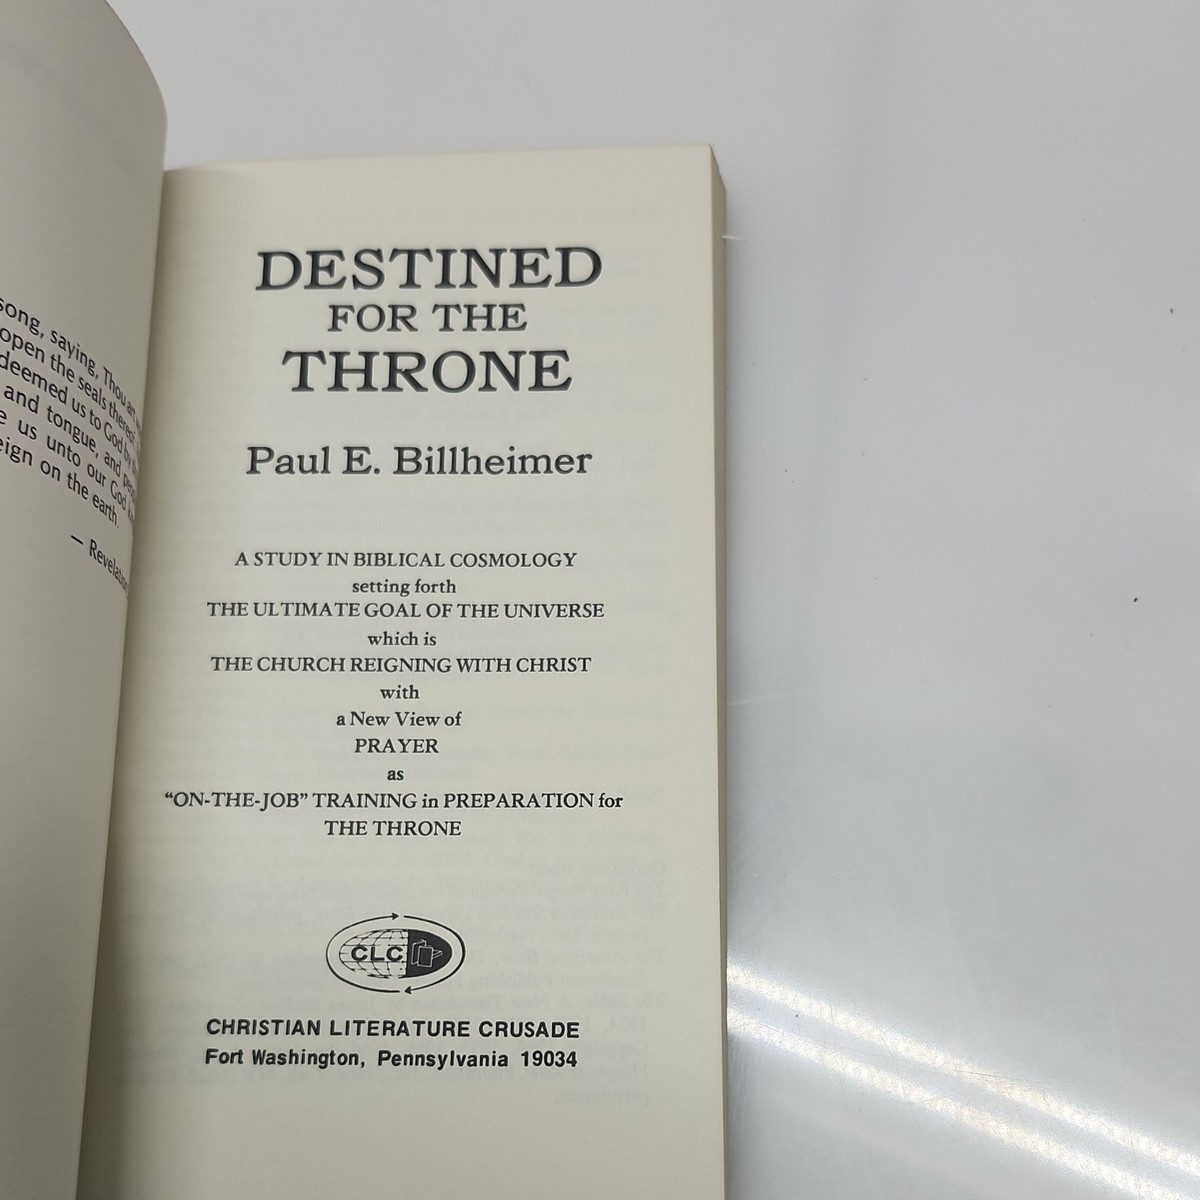 song, saying, Thou art
open the seals thereof
deemed us to God by
and tongue, and
us unto our God
eign on the earth.
— Revelation
DESTINED
FOR THE
THRONE
Paul E. Billheimer
A STUDY IN BIBLICAL COSMOLOGY
setting forth
THE ULTIMATE GOAL OF THE UNIVERSE
which is
THE CHURCH REIGNING WITH CHRIST
with
a New View of
PRAYER
as
“ON-THE-JOB” TRAINING in PREPARATION for
THE THRONE
CLC
CHRISTIAN LITERATURE CRUSADE
Fort Washington, Pennsylvania 19034